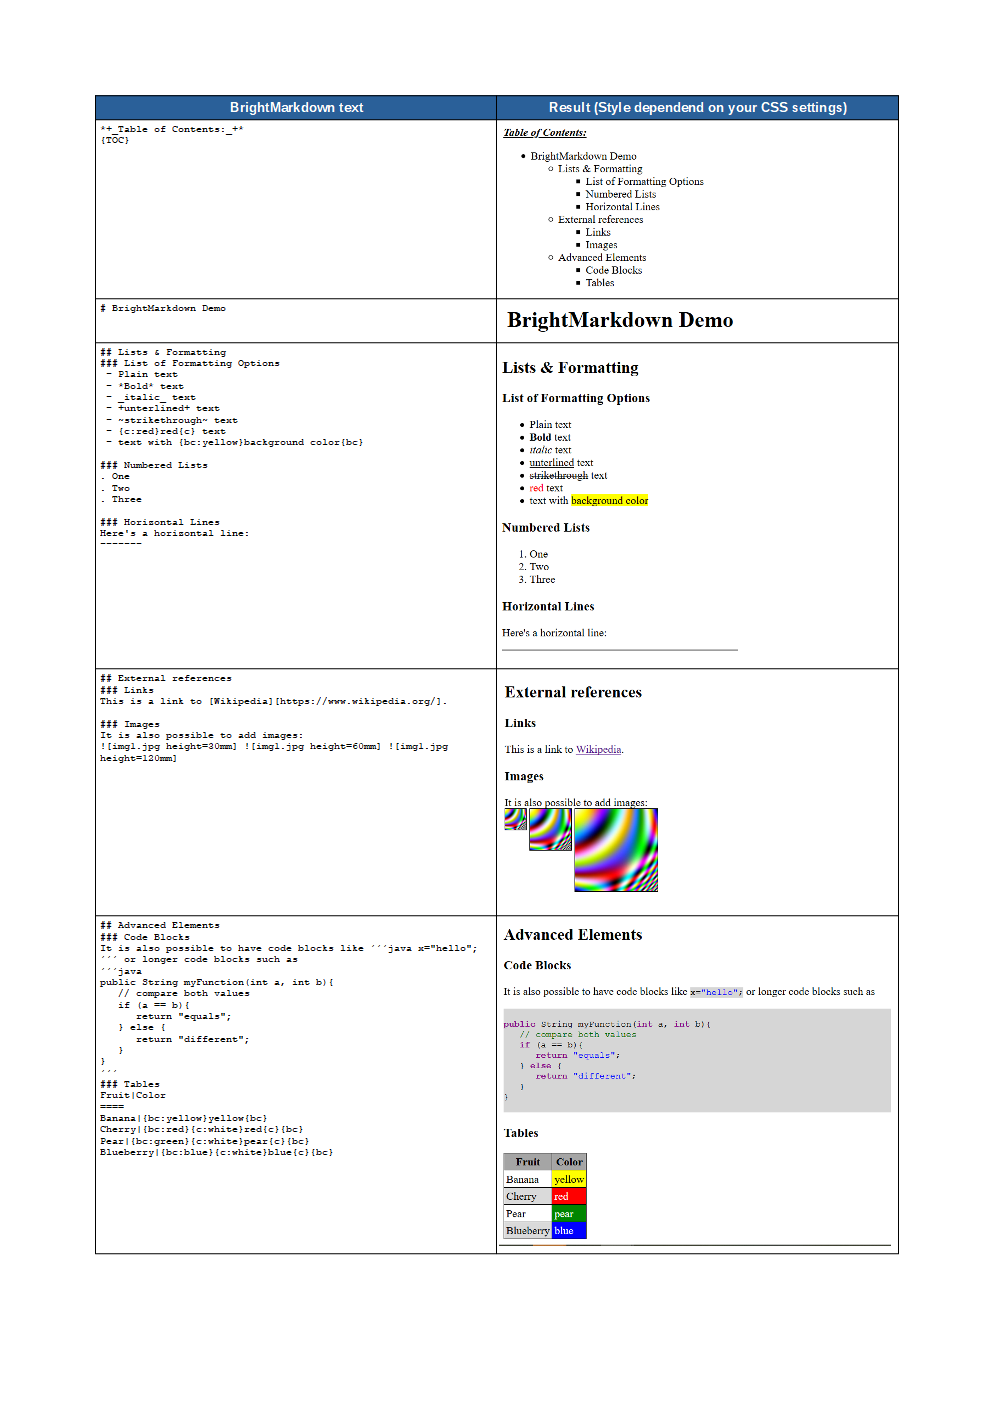 BrightMarkdown text
Result (Style dependend on your CSS settings)
*+_Table of Contents:_+*
{TOC}
Table of Contents:
BrightMarkdown Demo
Lists & Formatting
List of Formatting Options
Numbered Lists
Horizontal Lines
External references
Links
Images
Advanced Elements
Code Blocks
Tables
# BrightMarkdown Demo
BrightMarkdown Demo
## Lists & Formatting
### List of Formatting Options
- Plain text
- *Bold* text
- _italic_ text
- +unterlined+ text
- ~strikethrough~ text
- {c:red}red{c} text
- text with {bc:yellow}background color{bc}
### Numbered Lists
. One
. Two
. Three
### Horizontal Lines
Here's a horizontal line:
-------
Lists & Formatting
List of Formatting Options
Plain text
Bold text
italic text
unterlined text
strikethrough text
red text
text with background color
Numbered Lists
1. One
2. Two
3. Three
Horizontal Lines
Here's a horizontal line:
## External references
### Links
This is a link to [Wikipedia][https://www.wikipedia.org/].
### Images
It is also possible to add images:
![img1.jpg height=30mm] ![img1.jpg height=60mm] ![img1.jpg
height=120mm]
External references
Links
This is a link to Wikipedia.
Images
It is also possible to add images:
## Advanced Elements
### Code Blocks
It is also possible to have code blocks like ´´´java x="hello";
´´´ or longer code blocks such as
´´´java
public String myFunction(int a, int b){
// compare both values
if (a == b){
return "equals";
} else {
return "different";
}
}
´´´
### Tables
Fruit|Color
====
Banana|{bc:yellow}yellow{bc}
Cherry|{bc:red}{c:white}red{c}{bc}
Pear|{bc:green}{c:white}pear{c}{bc}
Blueberry|{bc:blue}{c:white}blue{c}{bc}
Advanced Elements
Code Blocks
It is also possible to have code blocks like x="hello"; or longer code blocks such as
public String myFunction(int a, int b){
// compare both values
if (a == b){
return "equals";
} else {
return "different";
}
}
Tables
Fruit Color
Banana yellow
Cherry red
Pear pear
Blueberry blue